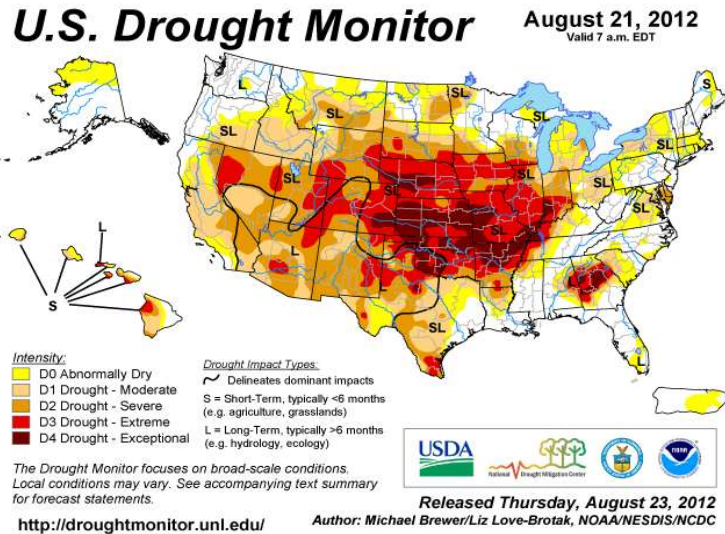 U.S. Drought Monitor
August 21, 2012
Valid 7 a.m. EDT
L
SL
SL
SL
SL
S
SL
SL
SL
SL
SL
SL
L
L
L
SL
L
L
S
Intensity:
D0 Abnormally Dry
D1 Drought - Moderate
D2 Drought - Severe
D3 Drought - Extreme
D4 Drought - Exceptional
Drought Impact Types:
Delineates dominant impacts
S = Short-Term, typically <6 months
(e.g. agriculture, grasslands)
L = Long-Term, typically >6 months
(e.g. hydrology, ecology)
USDA
National Drought Mitigation Center
NOAA
The Drought Monitor focuses on broad-scale conditions.
Local conditions may vary. See accompanying text summary
for forecast statements.
http://droughtmonitor.unl.edu/
Released Thursday, August 23, 2012
Author: Michael Brewer/Liz Love-Brotak, NOAA/NESDIS/NCDC